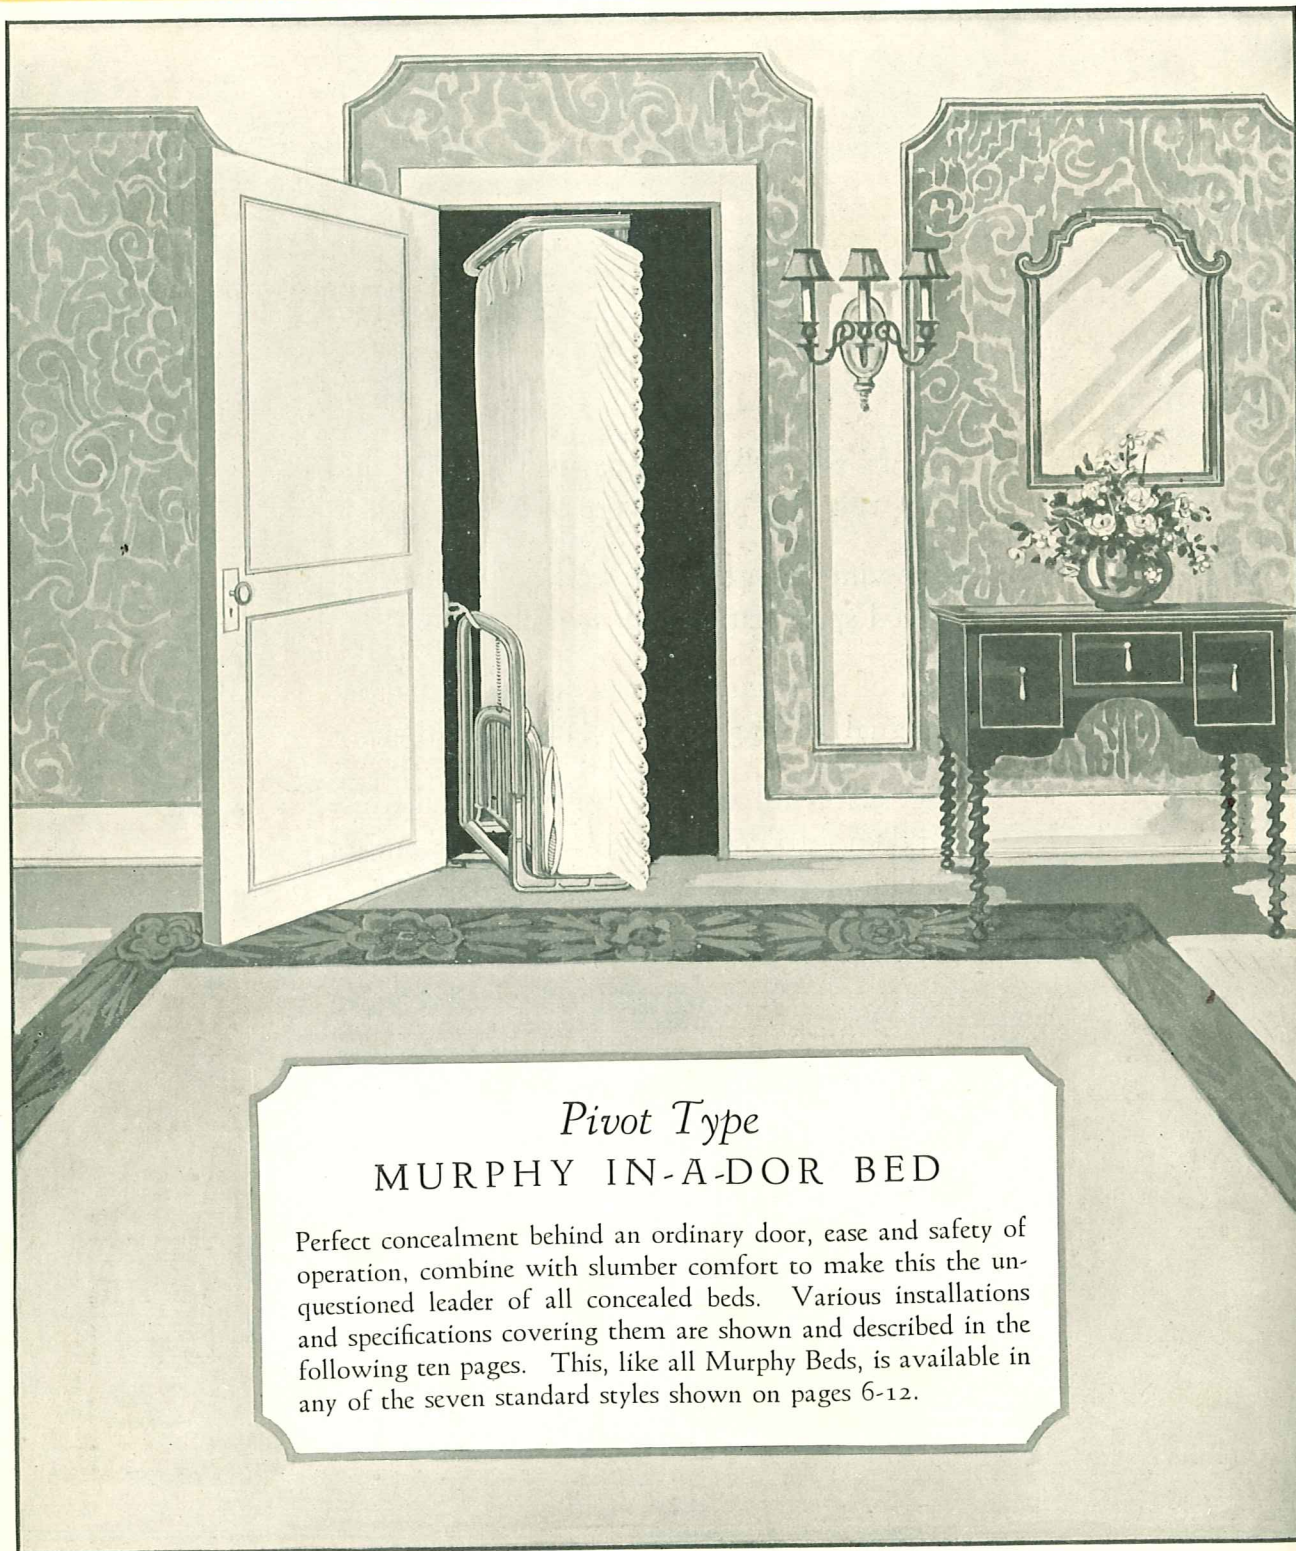 Pivot Type
MURPHY IN-A-DOR BED
Perfect concealment behind an ordinary door, ease and safety of
operation, combine with slumber comfort to make this the un-
questioned leader of all concealed beds. Various installations
and specifications covering them are shown and described in the
following ten pages. This, like all Murphy Beds, is available in
any of the seven standard styles shown on pages 6-12.